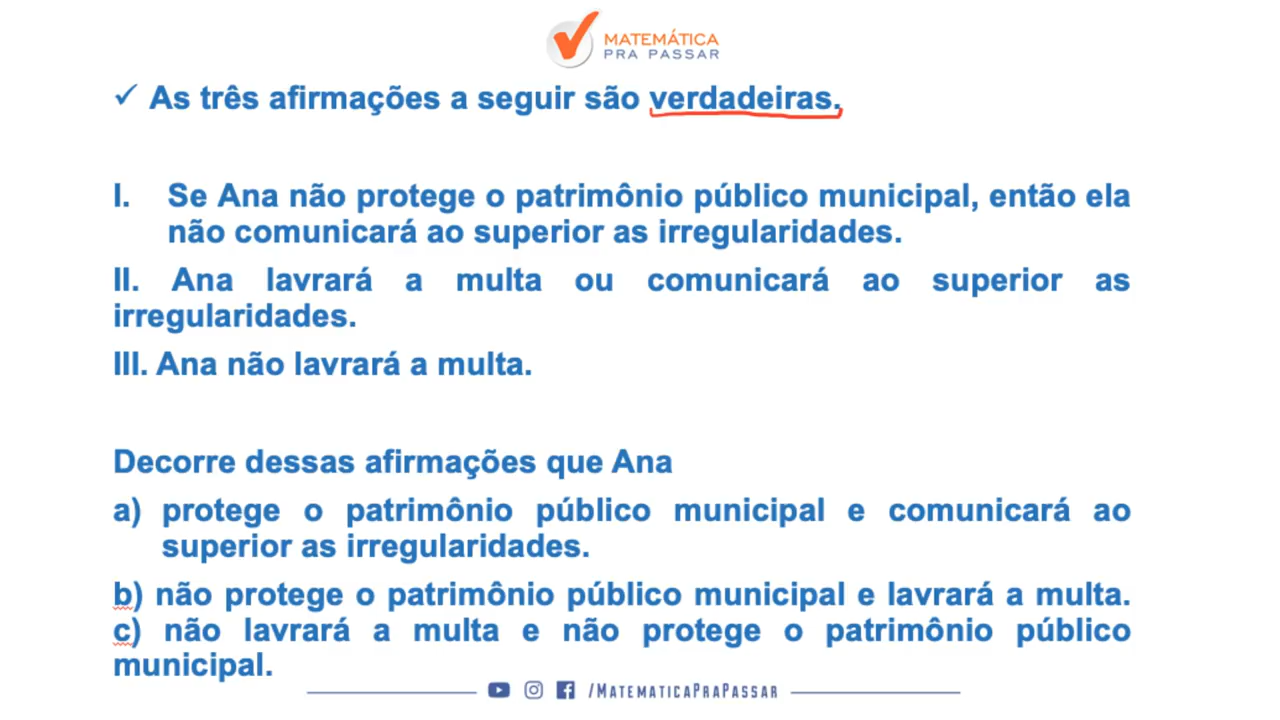 MATEMÁTICA
PRA PASSAR
✓ As três afirmações a seguir são verdadeiras.
I. Se Ana não protege o patrimônio público municipal, então ela
não comunicará ao superior as irregularidades.
II. Ana lavrará a multa ou comunicará ao superior as
irregularidades.
III. Ana não lavrará a multa.
Decorre dessas afirmações que Ana
a) protege o patrimônio público municipal e comunicará ao
superior as irregularidades.
b) não protege o patrimônio público municipal e lavrará a multa.
c) não lavrará a multa e não protege o patrimônio público
municipal.
/MATEMATICAPRAPASSAR